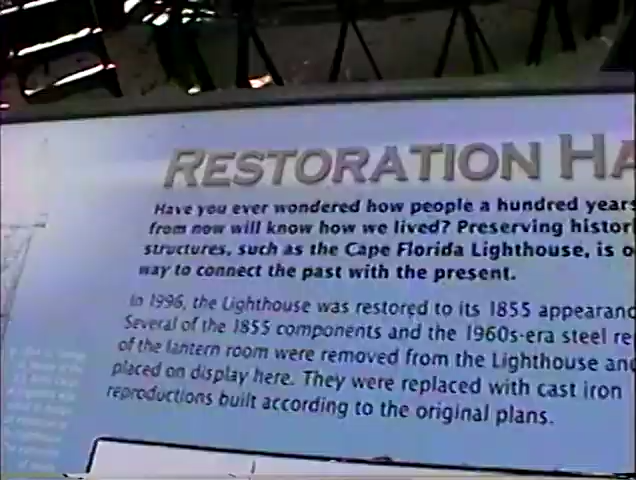 RESTORATION
Have you ever wondered how people a hundred years
from now will know how we lived? Preserving
structures, such as the Cape Florida Lighthouse, is
way to connect the past with the present.
In 1996, the Lighthouse was restored to its 1855
Several of the 1855 components and the 1960s-era steel
of the lantern room were removed from the Lighthouse and
placed on display here. They were replaced with cast iron
reproductions built according to the original plans.